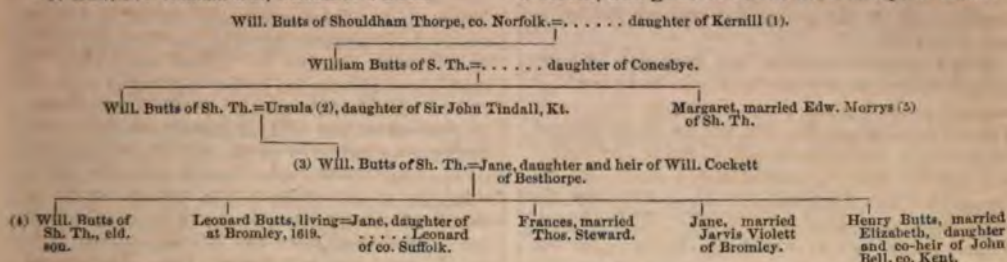 Will. Butts of Shouldham Thorpe, co. Norfolk.=. . . . . . daughter of Kernill (1).
William Butts of S. Th.=. . . . . . daughter of Conesbye.
Will. Butts of Sh. Th.=Ursula (2), daughter of Sir John Tindall, Kt.
Margaret, married Edw. Morrys (5)
of Sh. Th.
(3) Will. Butts of Sh. Th.=Jane, daughter and heir of Will. Cockett
of Besthorpe.
(4) Will. Butts of
Sh. Th., eld.
son.
Leonard Butts, living=Jane, daughter of
at Bromley, 1619. . . . . . Leonard
of co. Suffolk.
Frances, married
Thos. Steward.
Jane, married
Jarvis Violett
of Bromley.
Henry Butts, married
Elizabeth, daughter
and co-heir of John
Bell, co. Kent.